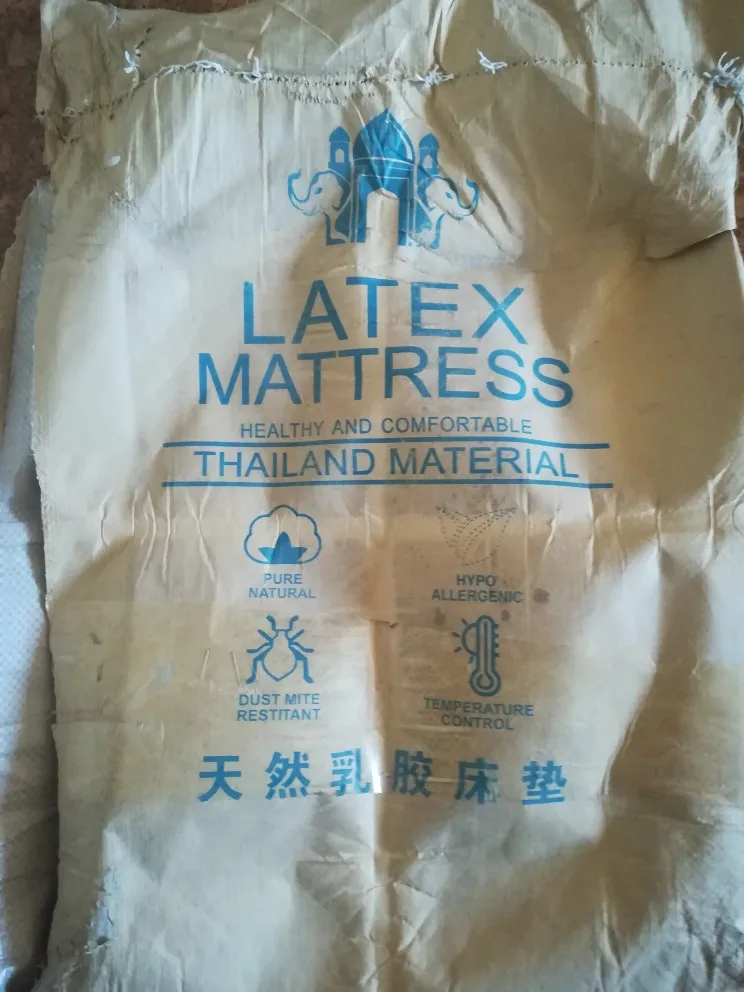 LATEX
MATTRESS
HEALTHY AND COMFORTABLE
THAILAND MATERIAL
PURE
NATURAL
HYPO
ALLERGENIC
DUST MITE
RESTITANT
TEMPERATURE
CONTROL
天然乳胶床垫